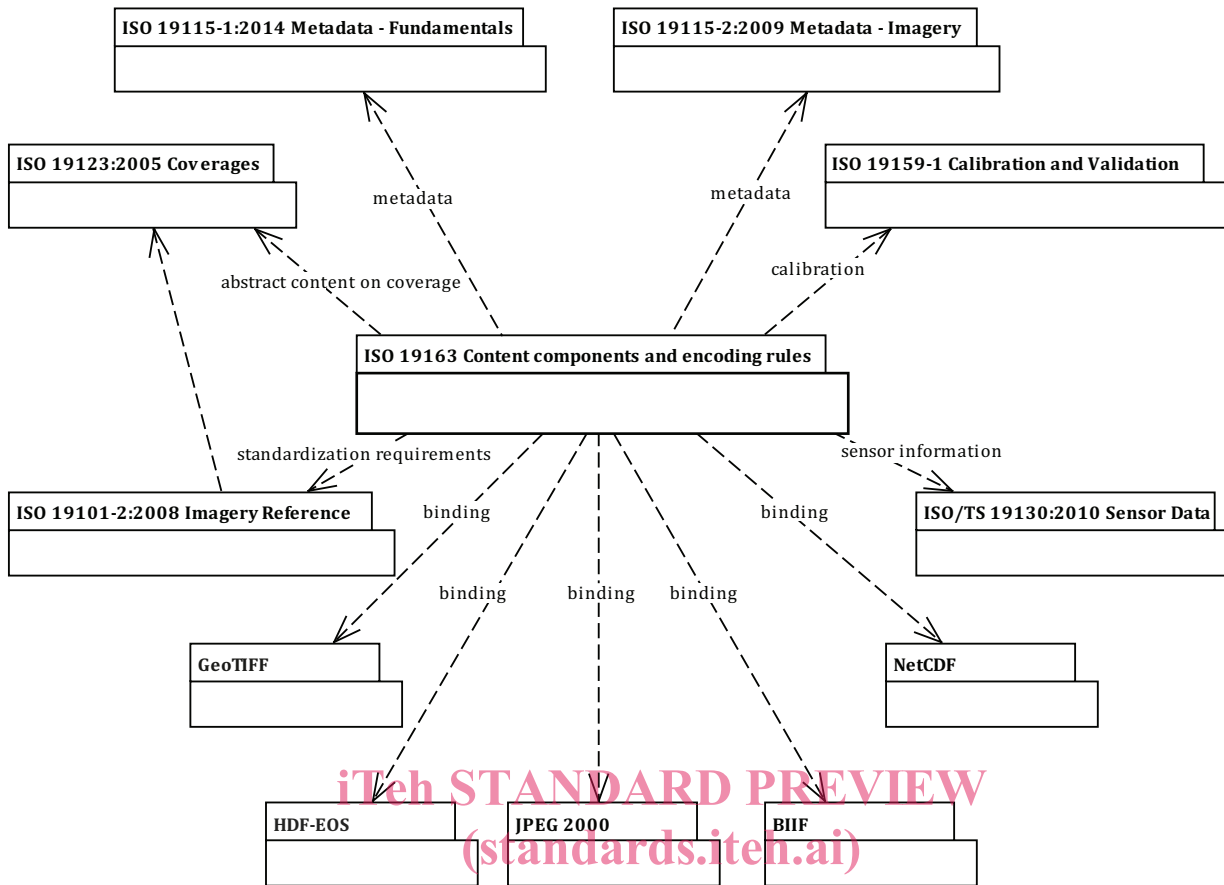 ISO 19115-1:2014 Metadata - Fundamentals
ISO 19115-2:2009 Metadata - Imagery
ISO 19123:2005 Coverages
ISO 19159-1 Calibration and Validation
metadata
metadata
abstract content on coverage
calibration
ISO 19163 Content components and encoding rules
standardization requirements
sensor information
ISO 19101-2:2008 Imagery Reference
binding
binding
ISO/TS 19130:2010 Sensor Data
binding
binding
binding
GeoTIFF
NetCDF
iTeh STANDARD PREVIEW
HDF-EOS
JPEG 2000
BIIF
(standards.iteh.ai)